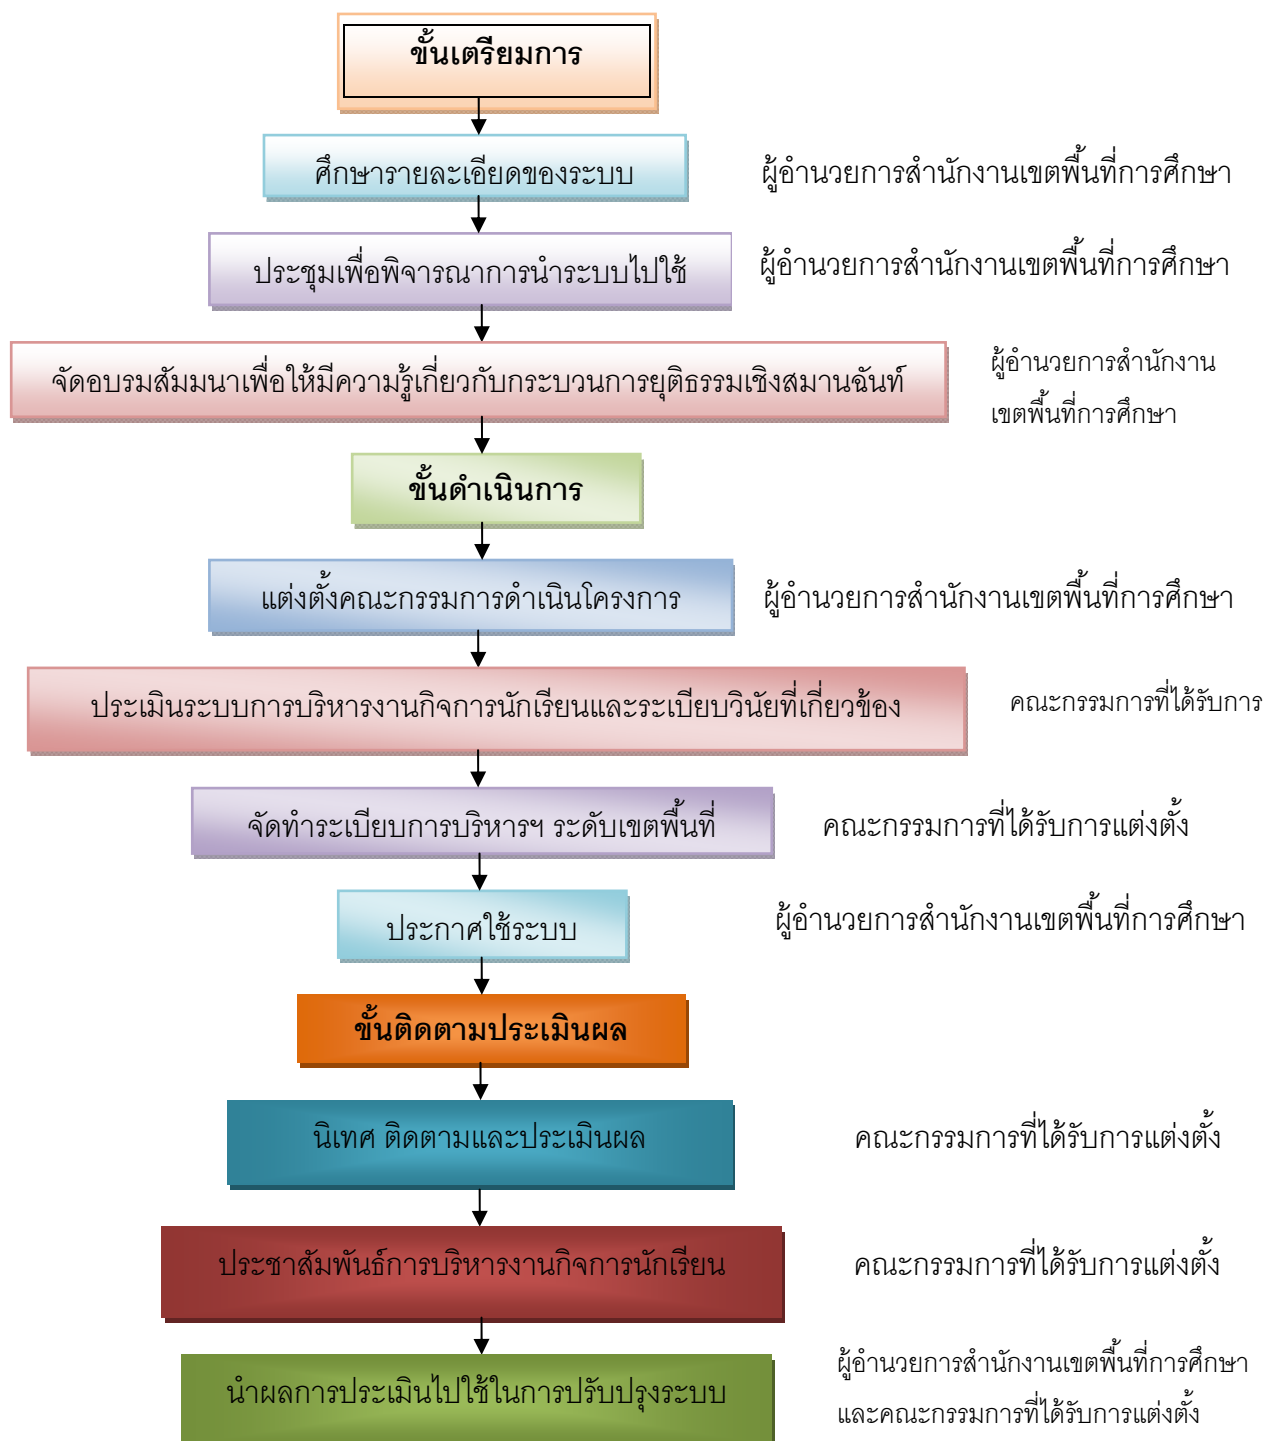 ขั้นเตรียมการ
ศึกษารายละเอียดของระบบ
ผู้อำนวยการสำนักงานเขตพื้นที่การศึกษา
ประชุมเพื่อพิจารณาการนำระบบไปใช้
ผู้อำนวยการสำนักงานเขตพื้นที่การศึกษา
จัดอบรมสัมมนาเพื่อให้มีความรู้เกี่ยวกับกระบวนการยุติธรรมเชิงสมานฉันท์
ผู้อำนวยการสำนักงาน
เขตพื้นที่การศึกษา
ขั้นดำเนินการ
แต่งตั้งคณะกรรมการดำเนินโครงการ
ผู้อำนวยการสำนักงานเขตพื้นที่การศึกษา
ประเมินระบบการบริหารงานกิจการนักเรียนและระเบียบวินัยที่เกี่ยวข้อง
คณะกรรมการที่ได้รับการ
จัดทำระเบียบการบริหารฯ ระดับเขตพื้นที่
คณะกรรมการที่ได้รับการแต่งตั้ง
ประกาศใช้ระบบ
ผู้อำนวยการสำนักงานเขตพื้นที่การศึกษา
ขั้นติดตามประเมินผล
นิเทศ ติดตามและประเมินผล
คณะกรรมการที่ได้รับการแต่งตั้ง
ประชาสัมพันธ์การบริหารงานกิจการนักเรียน
คณะกรรมการที่ได้รับการแต่งตั้ง
นำผลการประเมินไปใช้ในการปรับปรุงระบบ
ผู้อำนวยการสำนักงานเขตพื้นที่การศึกษา
และคณะกรรมการที่ได้รับการแต่งตั้ง